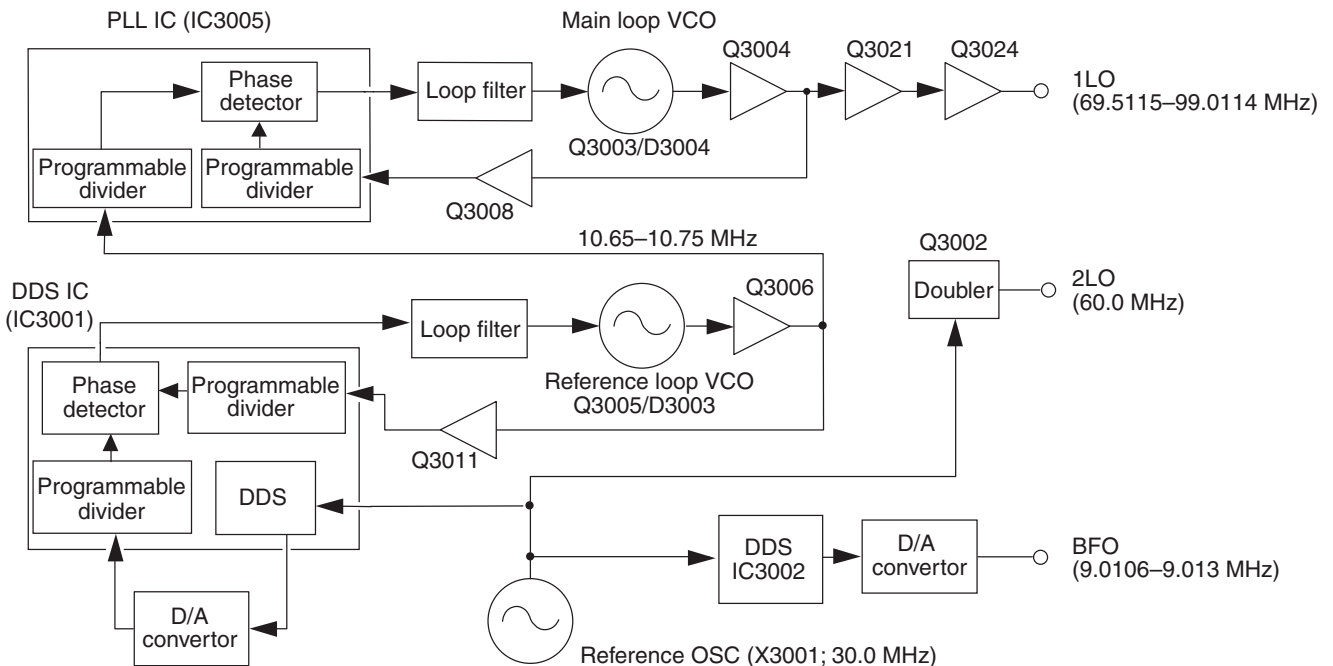 PLL IC (IC3005)
Main loop VCO
Phase
detector
Loop filter
Q3004
Q3021
Q3024
1LO
(69.5115–99.0114 MHz)
Q3003/D3004
Programmable
divider
Programmable
divider
Q3008
10.65–10.75 MHz
Q3002
Doubler
2LO
(60.0 MHz)
DDS IC
(IC3001)
Loop filter
Q3006
Reference loop VCO
Q3005/D3003
Phase
detector
Programmable
divider
Q3011
Programmable
divider
DDS
DDS
IC3002
D/A
convertor
BFO
(9.0106–9.013 MHz)
D/A
convertor
Reference OSC (X3001; 30.0 MHz)